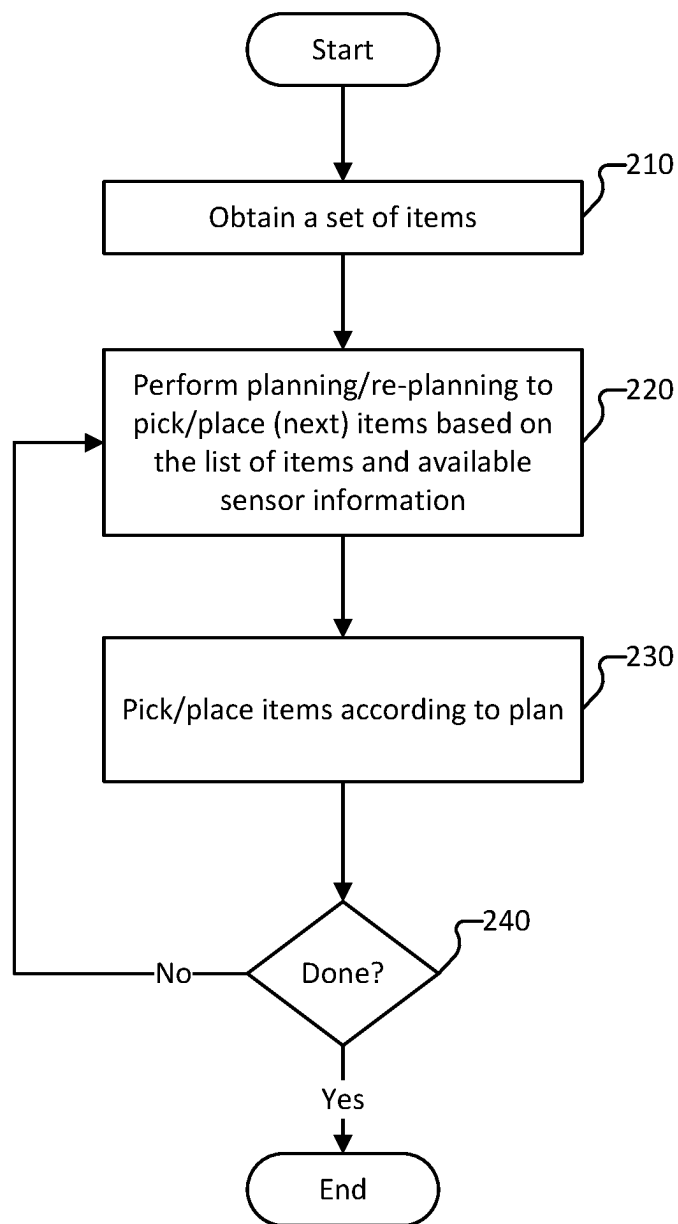 Start
210
Obtain a set of items
220
Perform planning/re-planning to
pick/place (next) items based on
the list of items and available
sensor information
230
Pick/place items according to plan
240
Done?
No
Yes
End